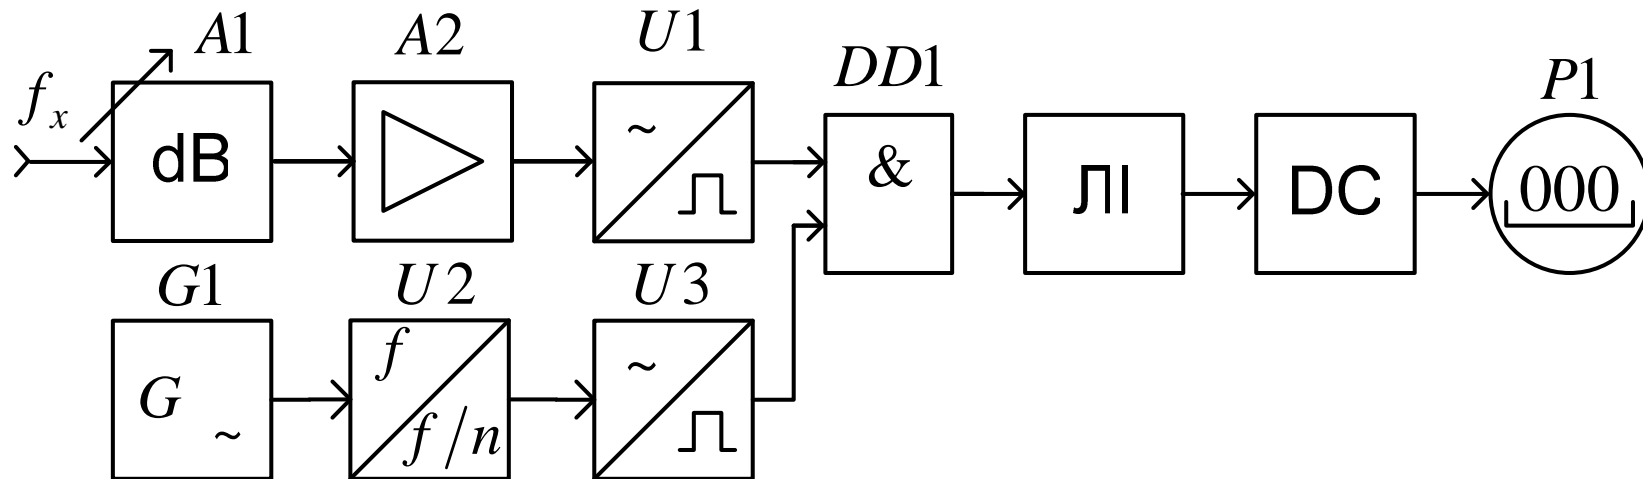 A1 A2 U1
DD1 P1
f_x
dB ~ & ЛІ DC 000
G1 U2 U3
G ~ f f/n ~